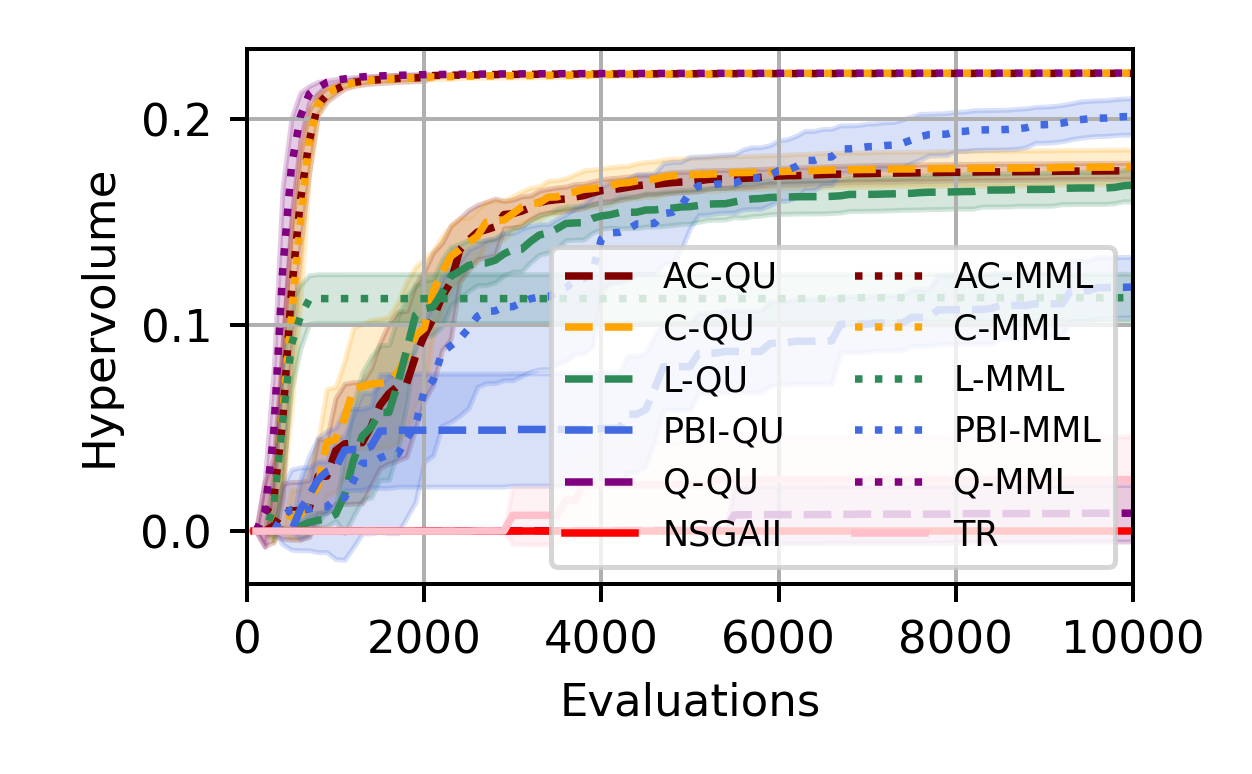 Hypervolume
0.2
0.1
0.0
AC-QU AC-MML
C-QU C-MML
L-QU L-MML
PBI-QU PBI-MML
Q-QU Q-MML
NSGAII TR
0 2000 4000 6000 8000 10000
Evaluations